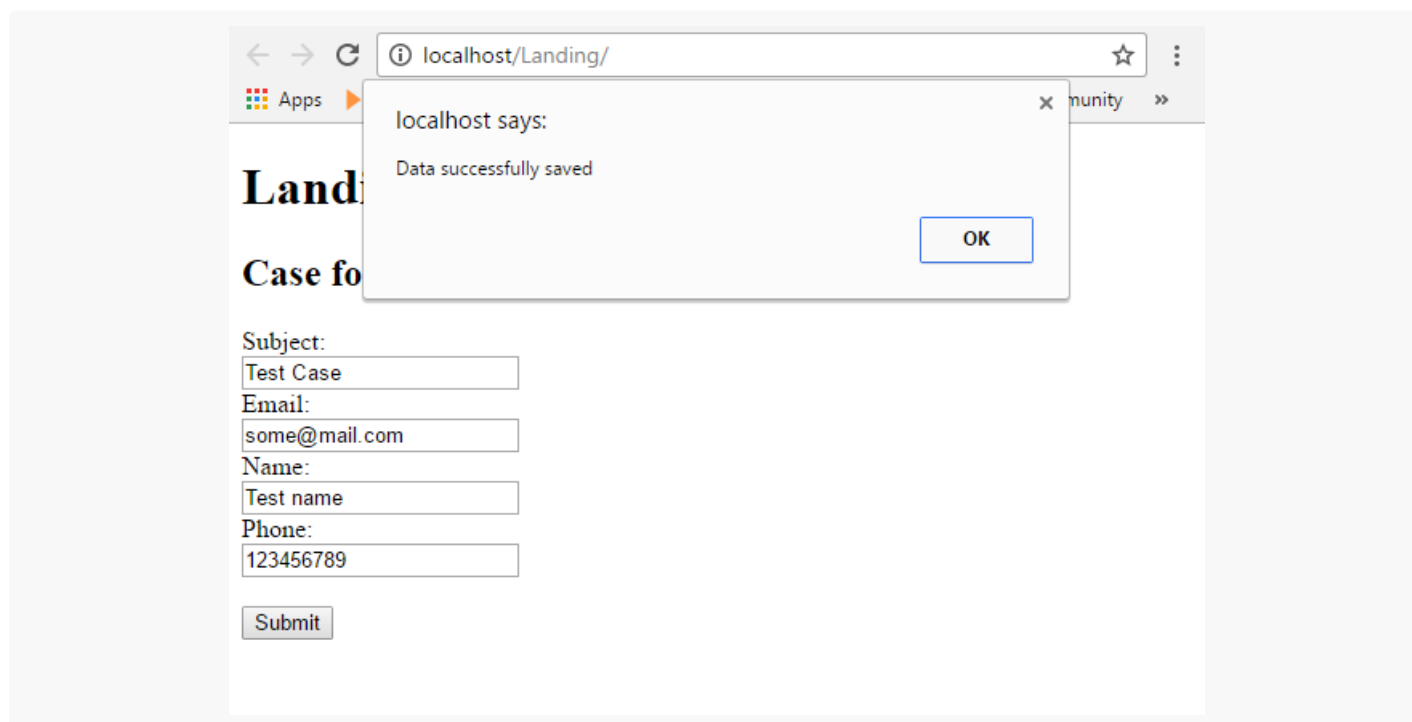 localhost/Landing/
Apps
munity »
localhost says:
Data successfully saved
OK
Landi
Case fo
Subject:
Test Case
Email:
some@mail.com
Name:
Test name
Phone:
123456789
Submit